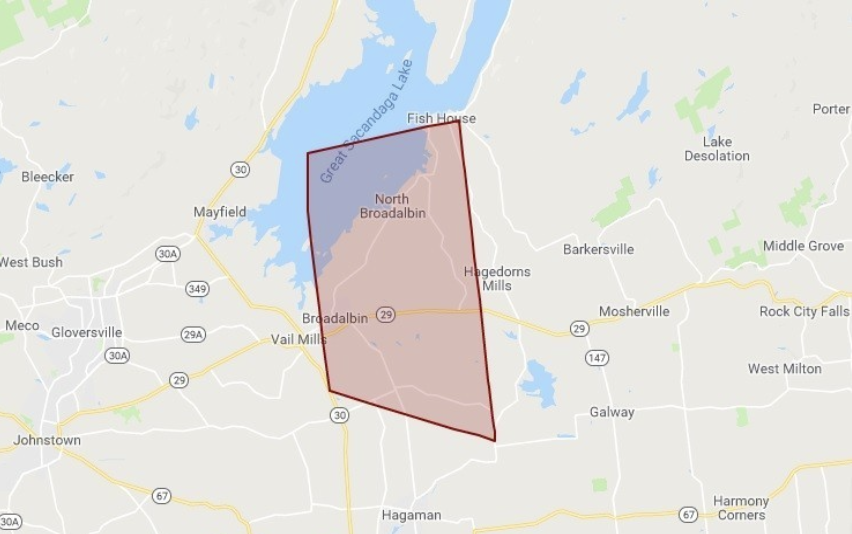 Great Sacandaga Lake
Fish House
Porter
Lake
Desolation
30
Bleecker
North
Broadalbin
Mayfield
30A
Barkersville
Middle Grove
West Bush
Hagedorns
Mills
349
Broadalbin
29
Mosherville
Rock City Falls
Meco
Gloversville
29A
Vail Mills
29
30A
147
West Milton
29
30
Galway
Johnstown
67
Hagaman
67
Harmony
Corners
30A